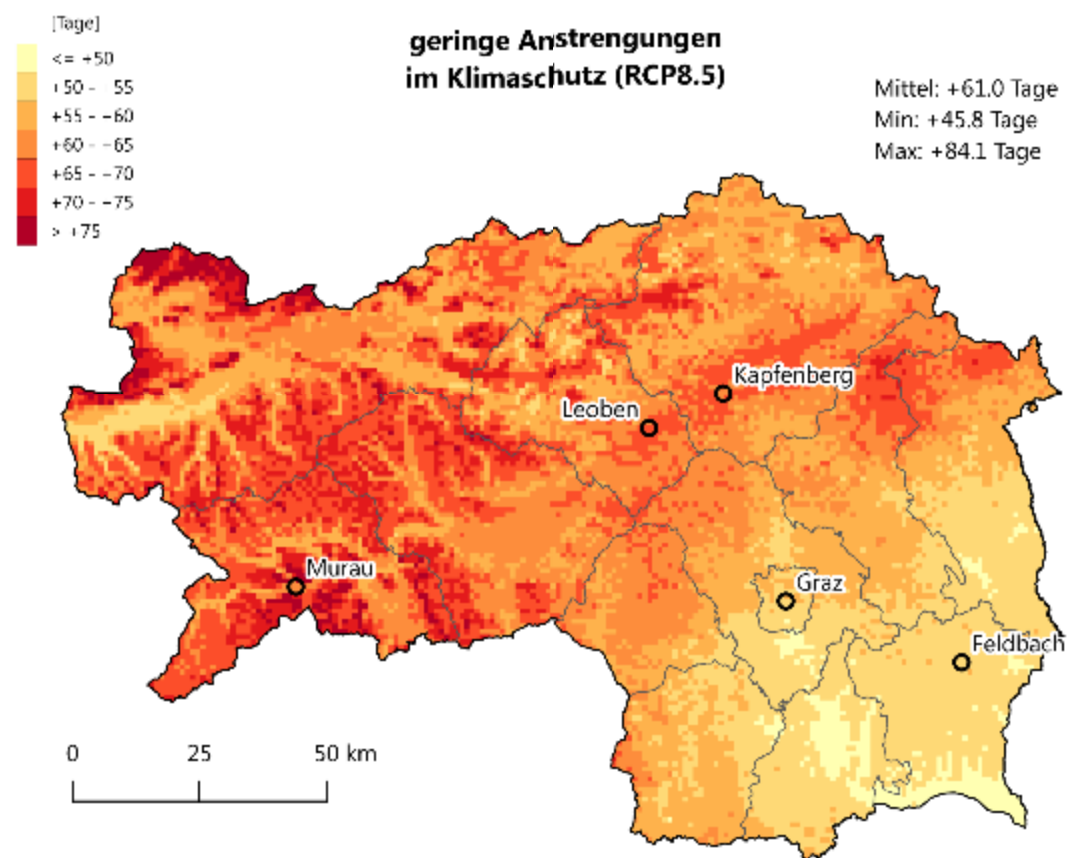 [Tage]
<= +50
+50 - 55
+55 - −60
+60 - −65
+65 - −70
+70 - −75
> +75
geringe Anstrengungen
im Klimaschutz (RCP8.5)
Mittel: +61.0 Tage
Min: +45.8 Tage
Max: +84.1 Tage
Kapfenberg
Leoben
Murau
Graz
Feldbach
0 25 50 km